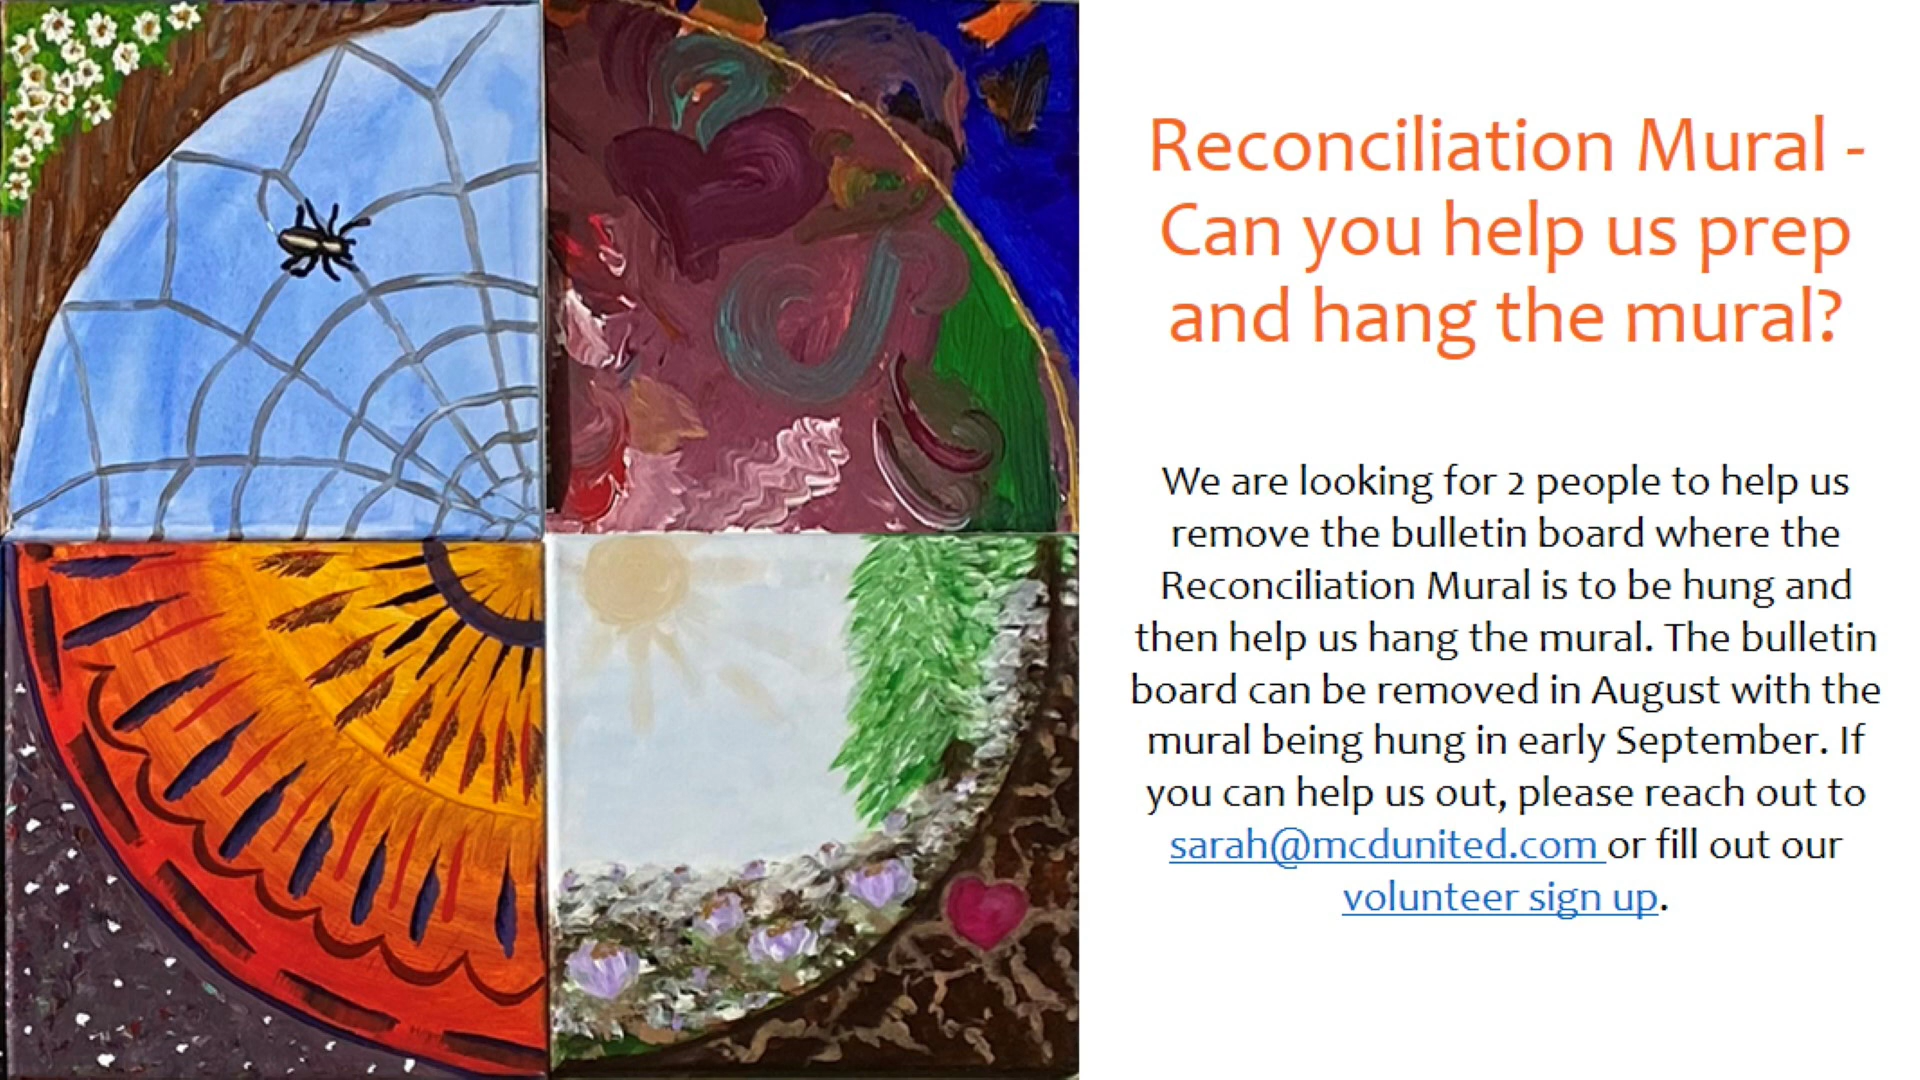 Reconciliation Mural -
Can you help us prep
and hang the mural?
We are looking for 2 people to help us
remove the bulletin board where the
Reconciliation Mural is to be hung and
then help us hang the mural. The bulletin
board can be removed in August with the
mural being hung in early September. If
you can help us out, please reach out to
sarah@mcdunited.com or fill out our
volunteer sign up.